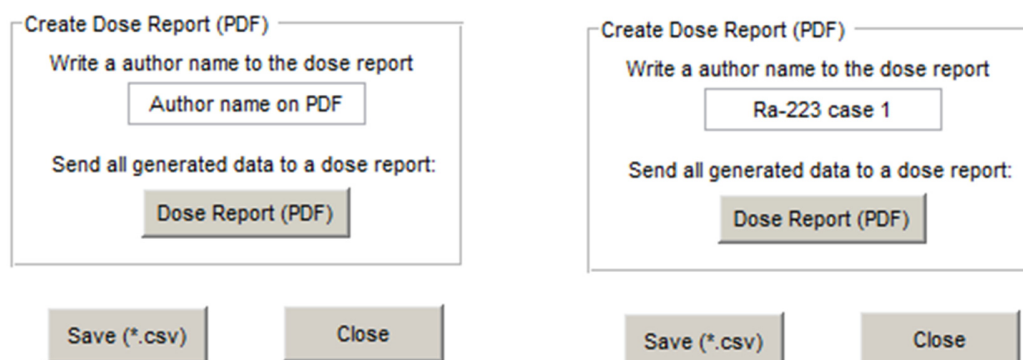 Create Dose Report (PDF)
Write a author name to the dose report
Author name on PDF
Send all generated data to a dose report:
Dose Report (PDF)
Save (*.csv)
Close
Create Dose Report (PDF)
Write a author name to the dose report
Ra-223 case 1
Send all generated data to a dose report:
Dose Report (PDF)
Save (*.csv)
Close